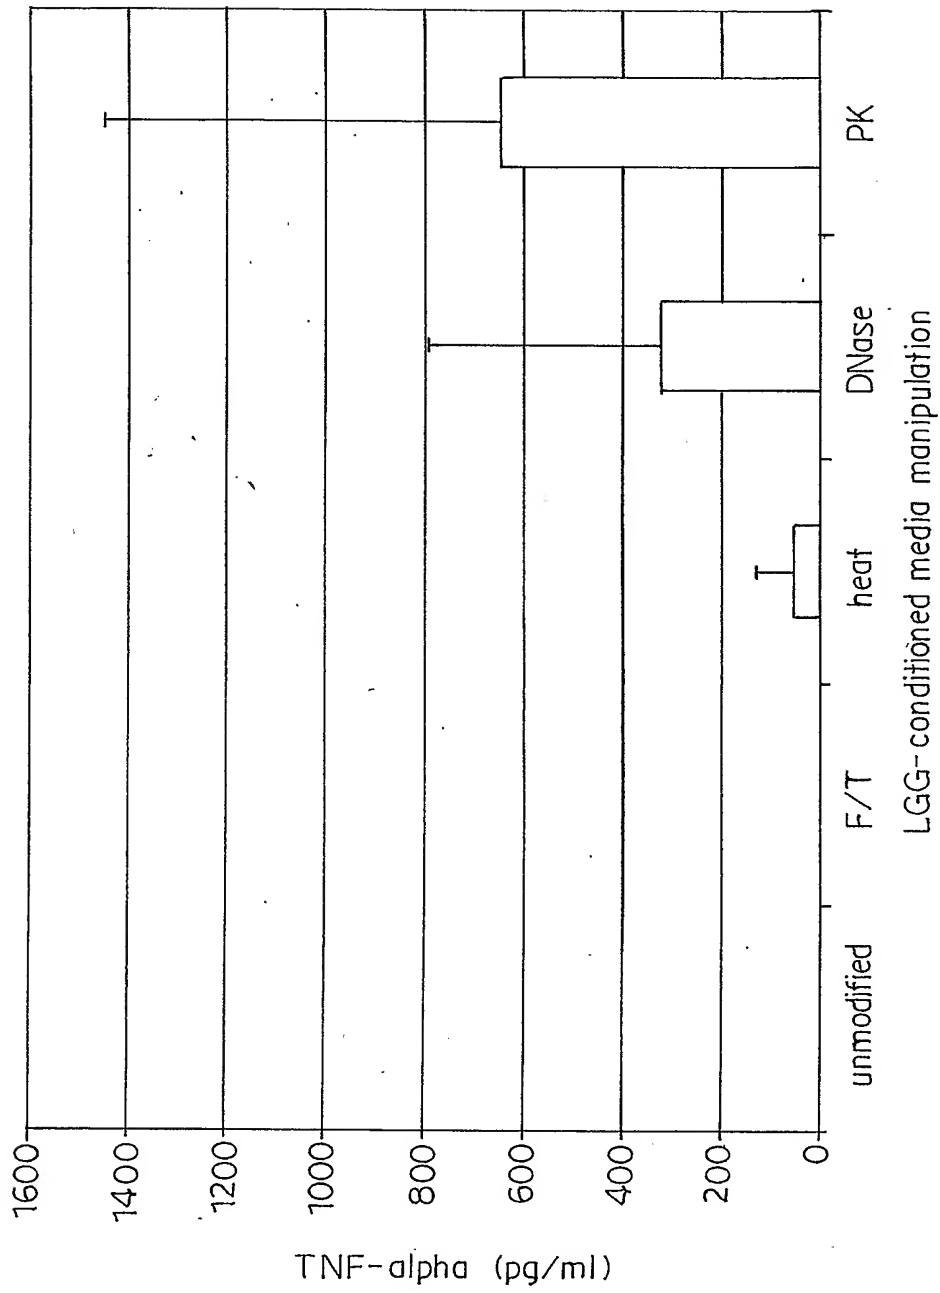 TNF-alpha (pg/ml)
1600
1400
1200
1000
800
600
400
200
0
unmodified
F/T
heat
DNase
PK
LGG-conditioned media manipulation